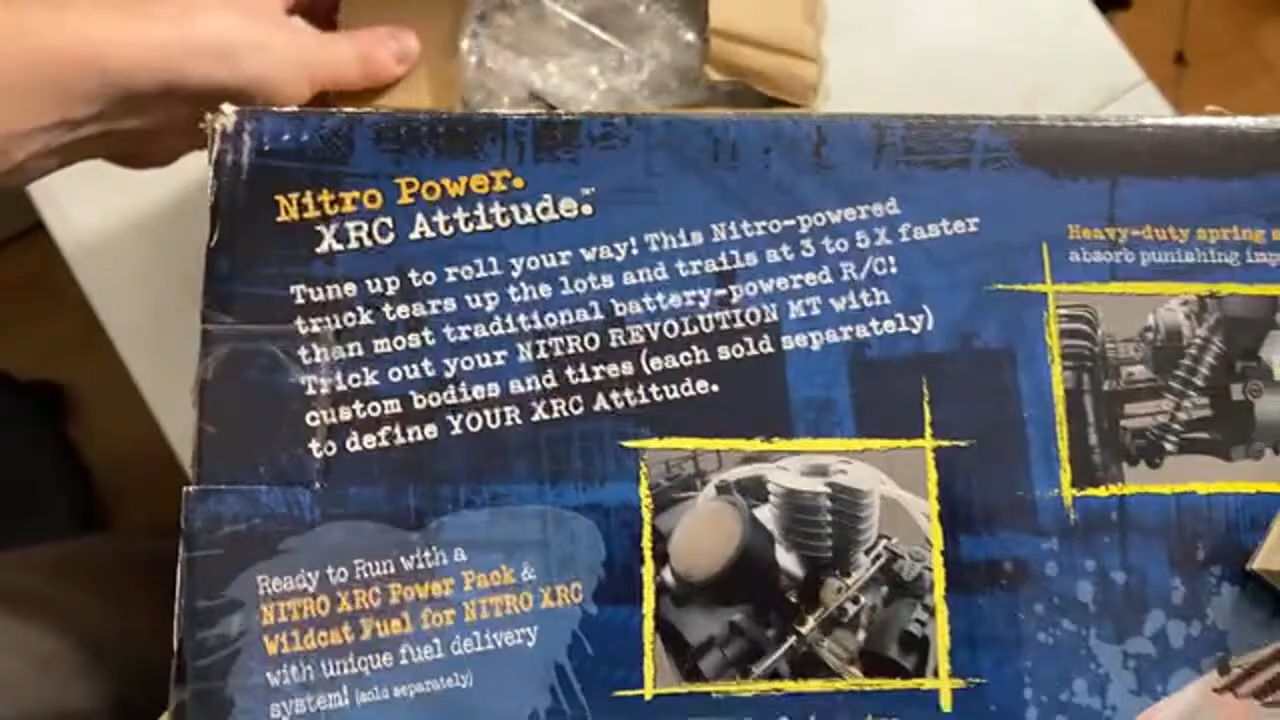 Nitro Power.
XRC Attitude.™
Tune up to roll your way! This Nitro-powered
truck tears up the lots and trails at 3 to 5X faster
than most traditional battery-powered R/C!
Trick out your NITRO REVOLUTION MT with
custom bodies and tires (each sold separately)
to define YOUR XRC Attitude.
Heavy-duty spring
absorb punishing
Ready to Run with a
NITRO XRC Power Pack &
Wildcat Fuel for NITRO XRC
with unique fuel delivery
system! (sold separately)